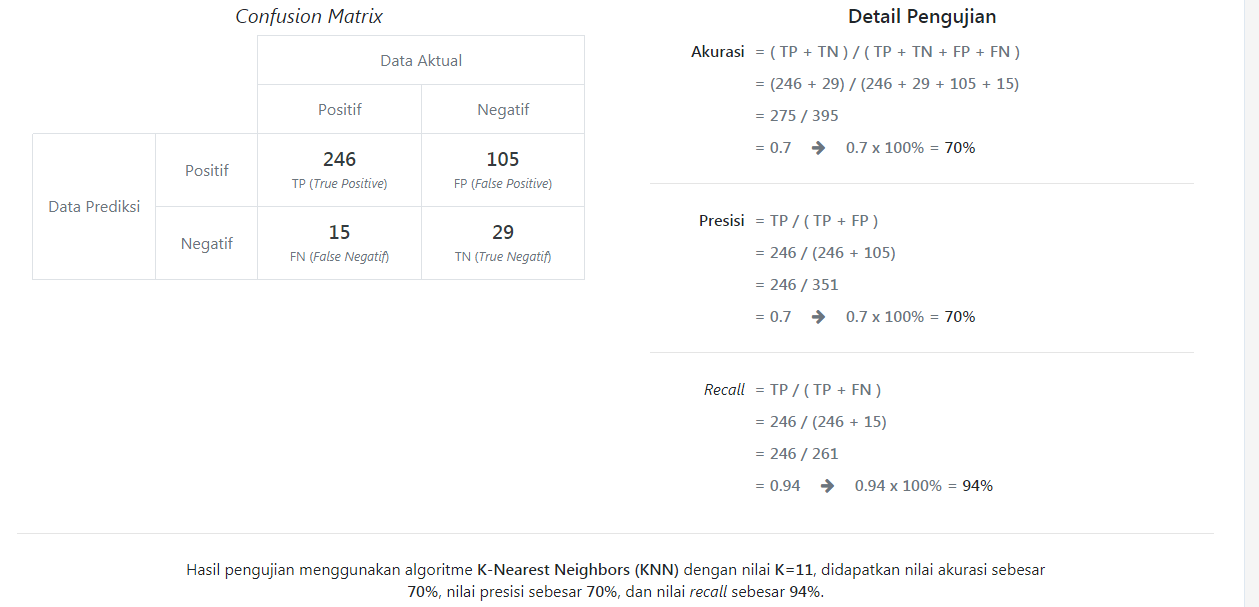 Confusion Matrix
Data Aktual
Positif Negatif
Data Prediksi
Positif
246
TP (True Positive)
105
FP (False Positive)
Negatif
15
FN (False Negatif)
29
TN (True Negatif)
Detail Pengujian
Akurasi = ( TP + TN ) / ( TP + TN + FP + FN )
= (246 + 29) / (246 + 29 + 105 + 15)
= 275 / 395
= 0.7 → 0.7 x 100% = 70%
Presisi = TP / ( TP + FP )
= 246 / (246 + 105)
= 246 / 351
= 0.7 → 0.7 x 100% = 70%
Recall = TP / ( TP + FN )
= 246 / (246 + 15)
= 246 / 261
= 0.94 → 0.94 x 100% = 94%
Hasil pengujian menggunakan algoritme K-Nearest Neighbors (KNN) dengan nilai K=11, didapatkan nilai akurasi sebesar
70%, nilai presisi sebesar 70%, dan nilai recall sebesar 94%.